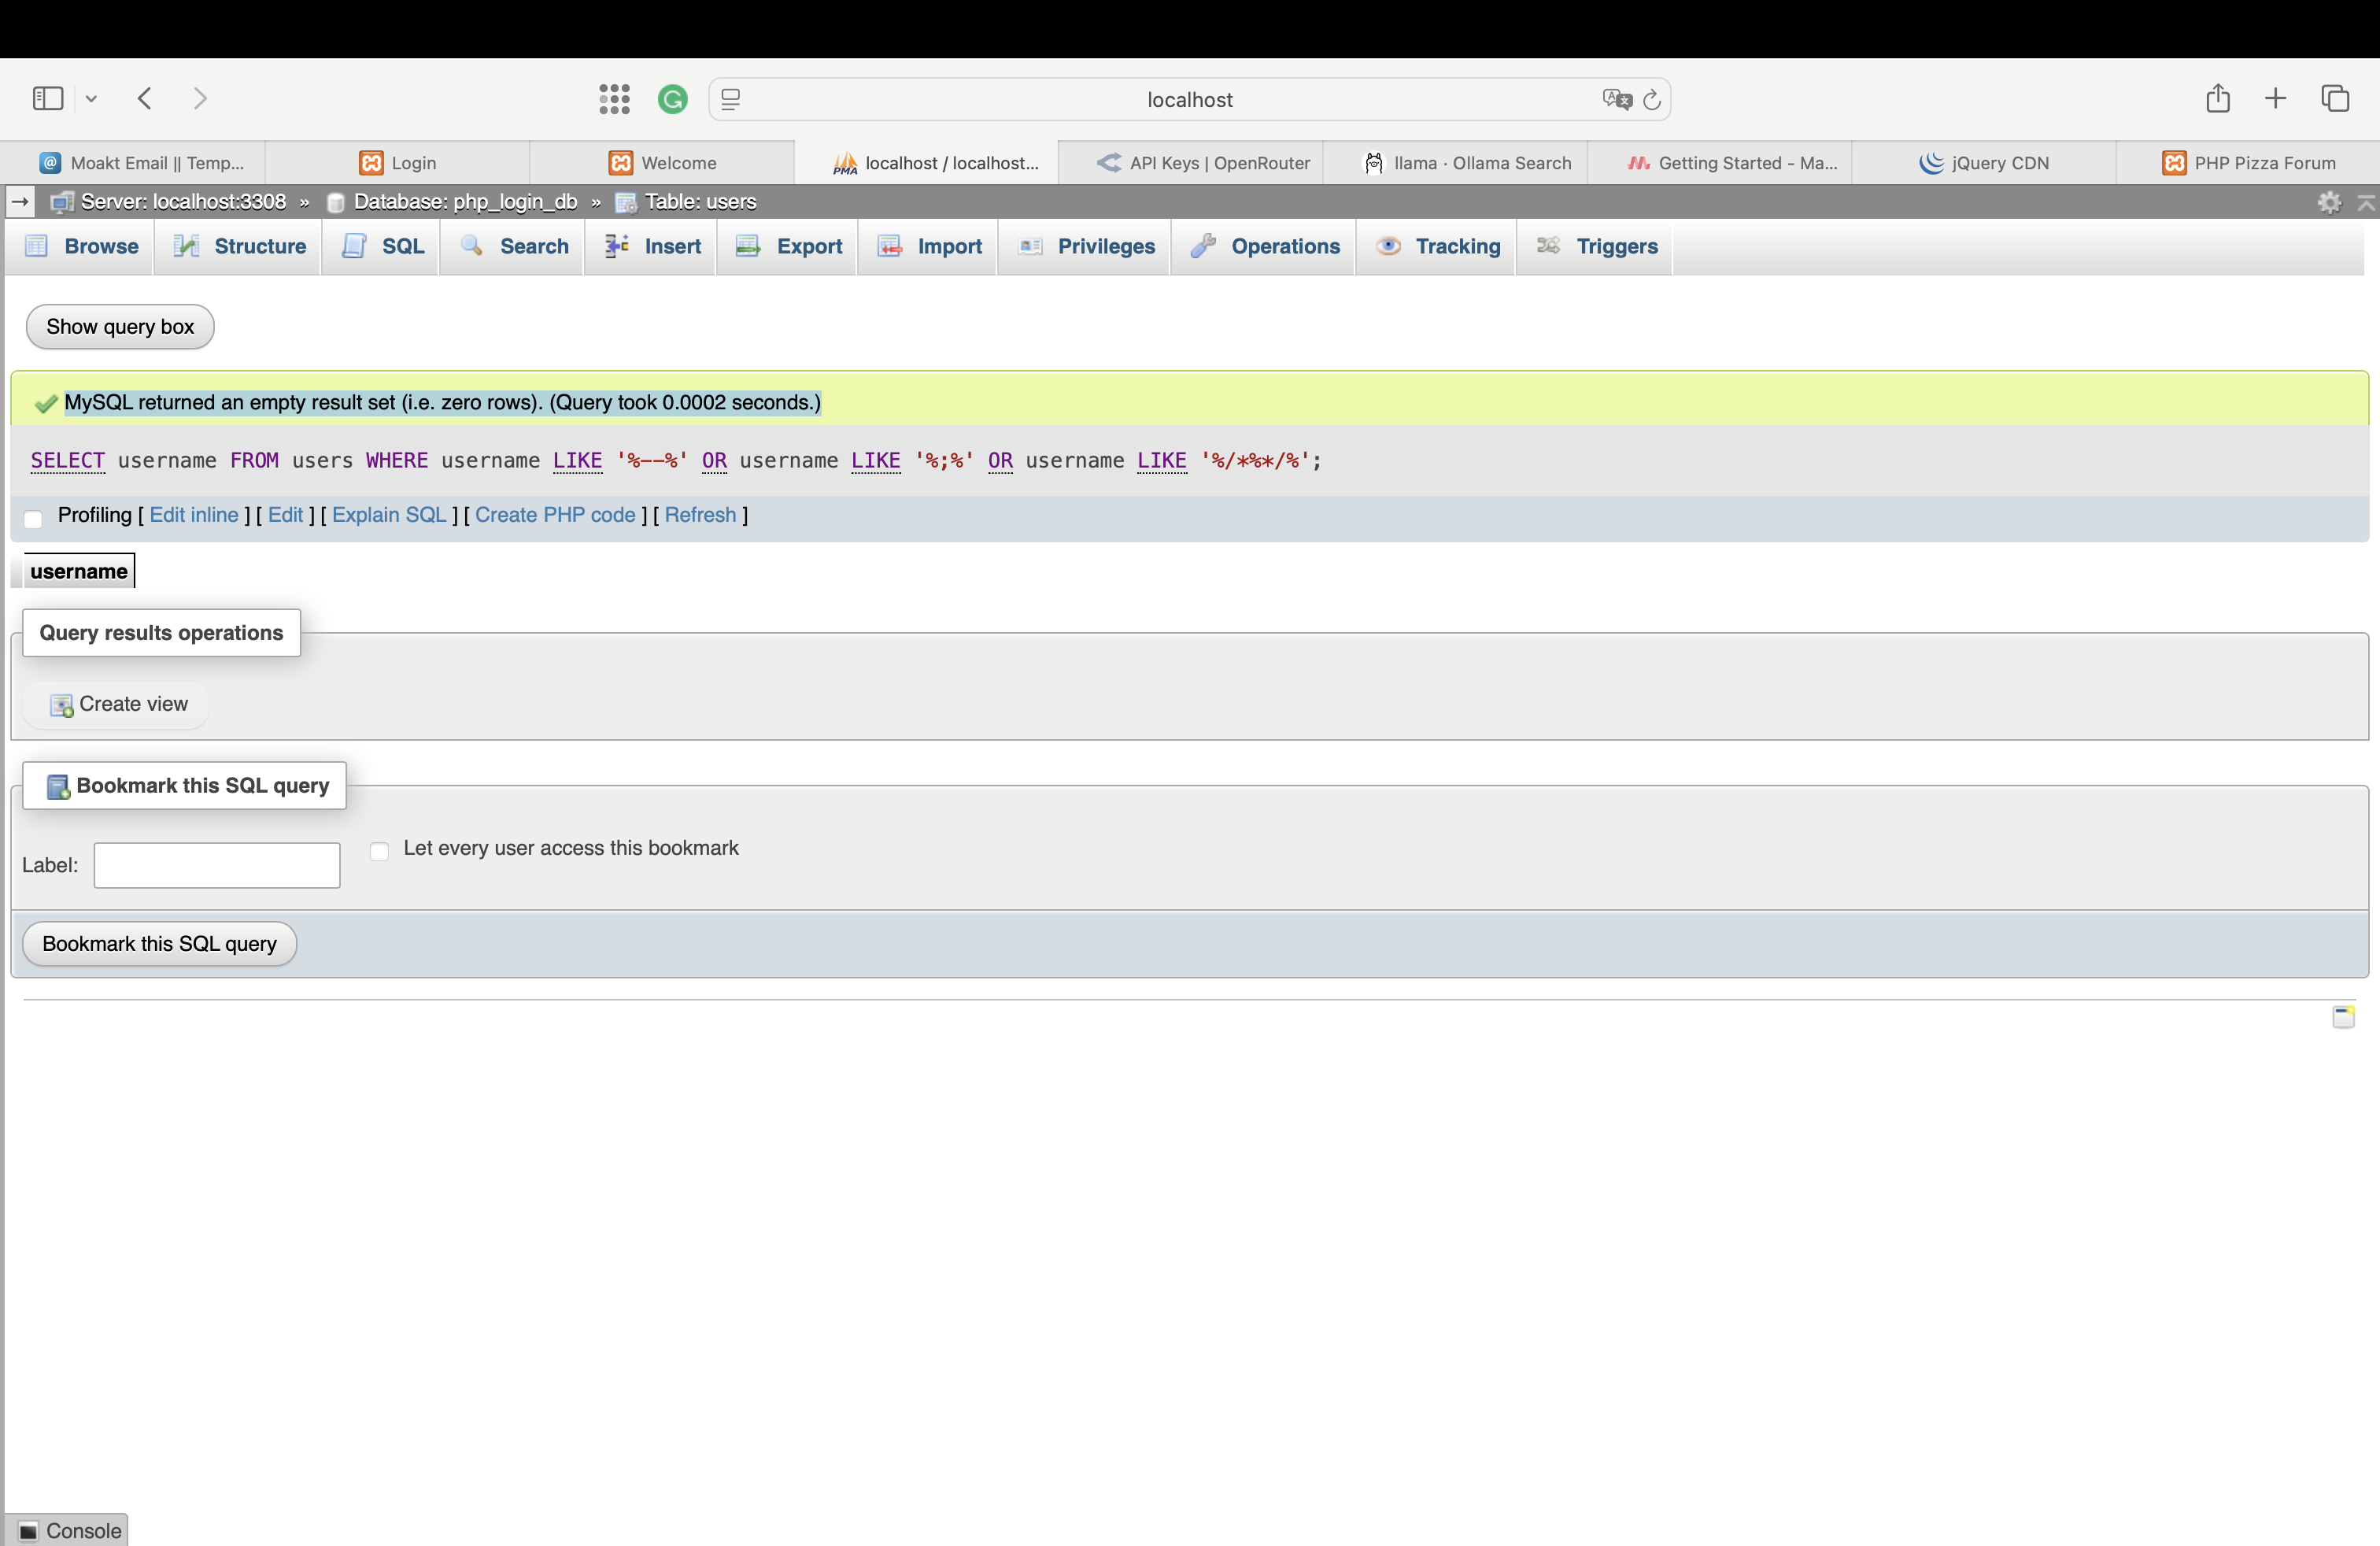 localhost
Moakt Email || Temp...
Login
Welcome
PMA
localhost / localhost...
API Keys | OpenRouter
llama · Ollama Search
Getting Started - Ma...
jQuery CDN
PHP Pizza Forum
Server: localhost:3308 » Database: php_login_db » Table: users
Browse Structure SQL Search Insert Export Import Privileges Operations Tracking Triggers
Show query box
MySQL returned an empty result set (i.e. zero rows). (Query took 0.0002 seconds.)
SELECT username FROM users WHERE username LIKE '%--%' OR username LIKE '%;%' OR username LIKE '%/*%*/%';
Profiling [ Edit inline ] [ Edit ] [ Explain SQL ] [ Create PHP code ] [ Refresh ]
username
Query results operations
Create view
Bookmark this SQL query
Label:
Let every user access this bookmark
Bookmark this SQL query
Console